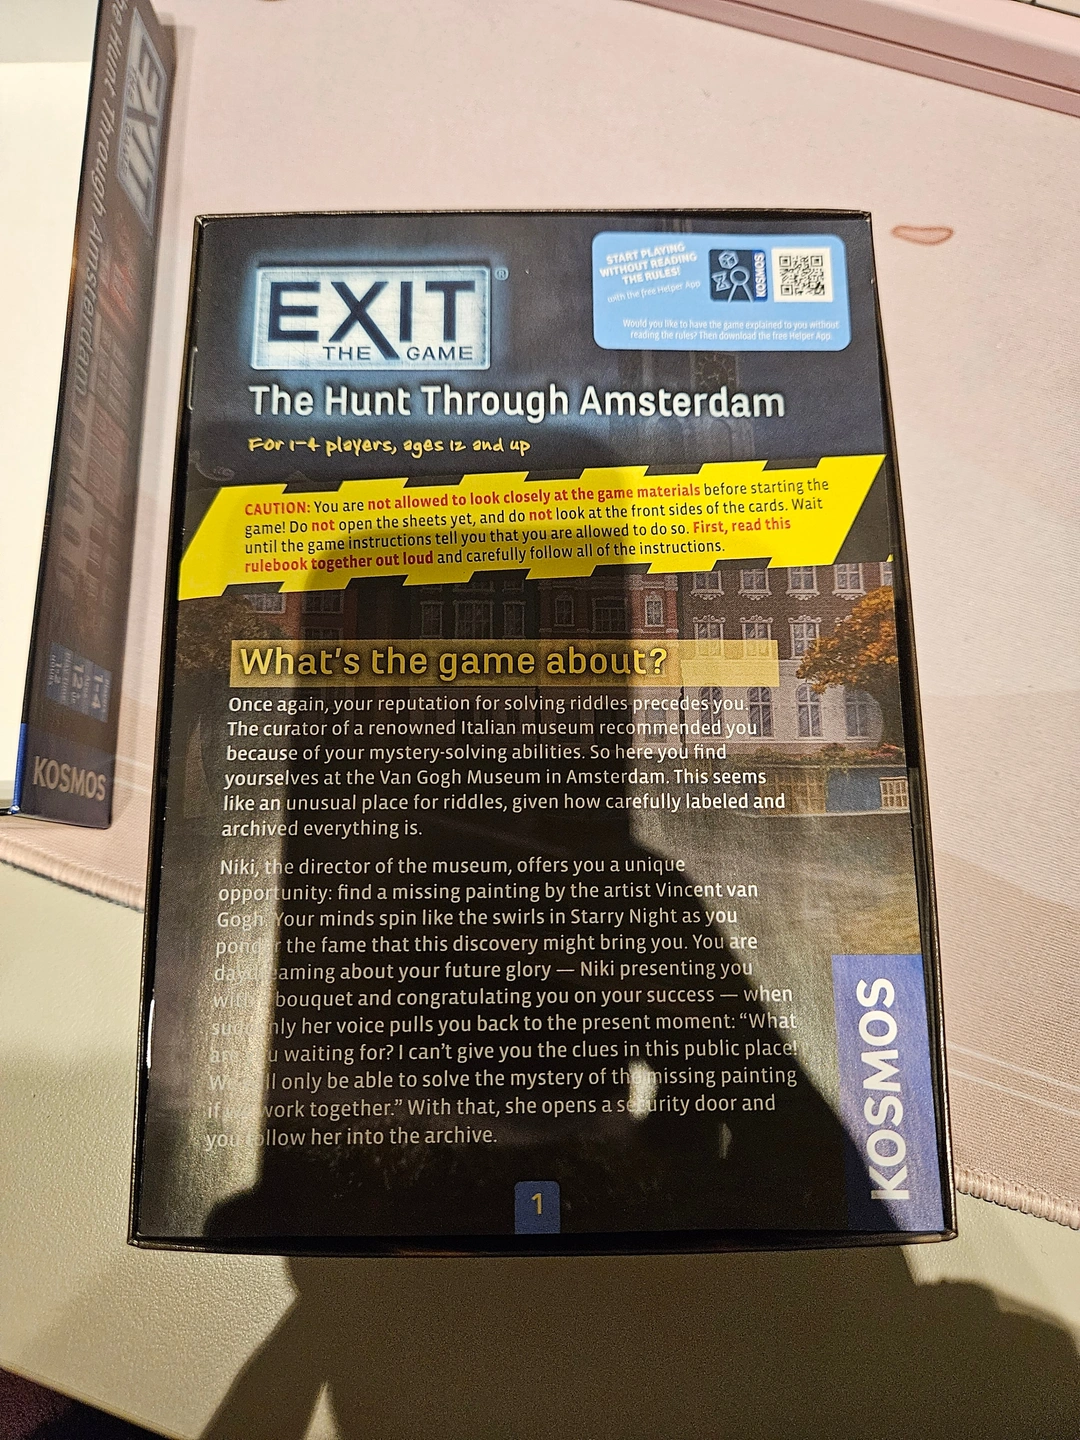 The Hunt Through Amsterdam
EXIT
KOSMOS
EXIT®
THE GAME
START PLAYING
WITHOUT READING
THE RULES!
with the free Helper App
KOSMOS
Would you like to have the game explained to you without
reading the rules? Then download the free Helper App.
The Hunt Through Amsterdam
For 1-4 players, ages 12 and up
CAUTION: You are not allowed to look closely at the game materials before starting the
game! Do not open the sheets yet, and do not look at the front sides of the cards. Wait
until the game instructions tell you that you are allowed to do so. First, read this
rulebook together out loud and carefully follow all of the instructions.
What's the game about?
Once again, your reputation for solving riddles precedes you.
The curator of a renowned Italian museum recommended you
because of your mystery-solving abilities. So here you find
yourselves at the Van Gogh Museum in Amsterdam. This seems
like an unusual place for riddles, given how carefully labeled and
archived everything is.
Niki, the director of the museum, offers you a unique
opportunity: find a missing painting by the artist Vincent van
Gogh. Your minds spin like the swirls in Starry Night as you
ponder the fame that this discovery might bring you. You are
daydreaming about your future glory — Niki presenting you
with a bouquet and congratulating you on your success — when
suddenly her voice pulls you back to the present moment: “What
are you waiting for? I can’t give you the clues in this public place!
We will only be able to solve the mystery of the missing painting
if we work together.” With that, she opens a security door and
you follow her into the archive.
1
KOSMOS